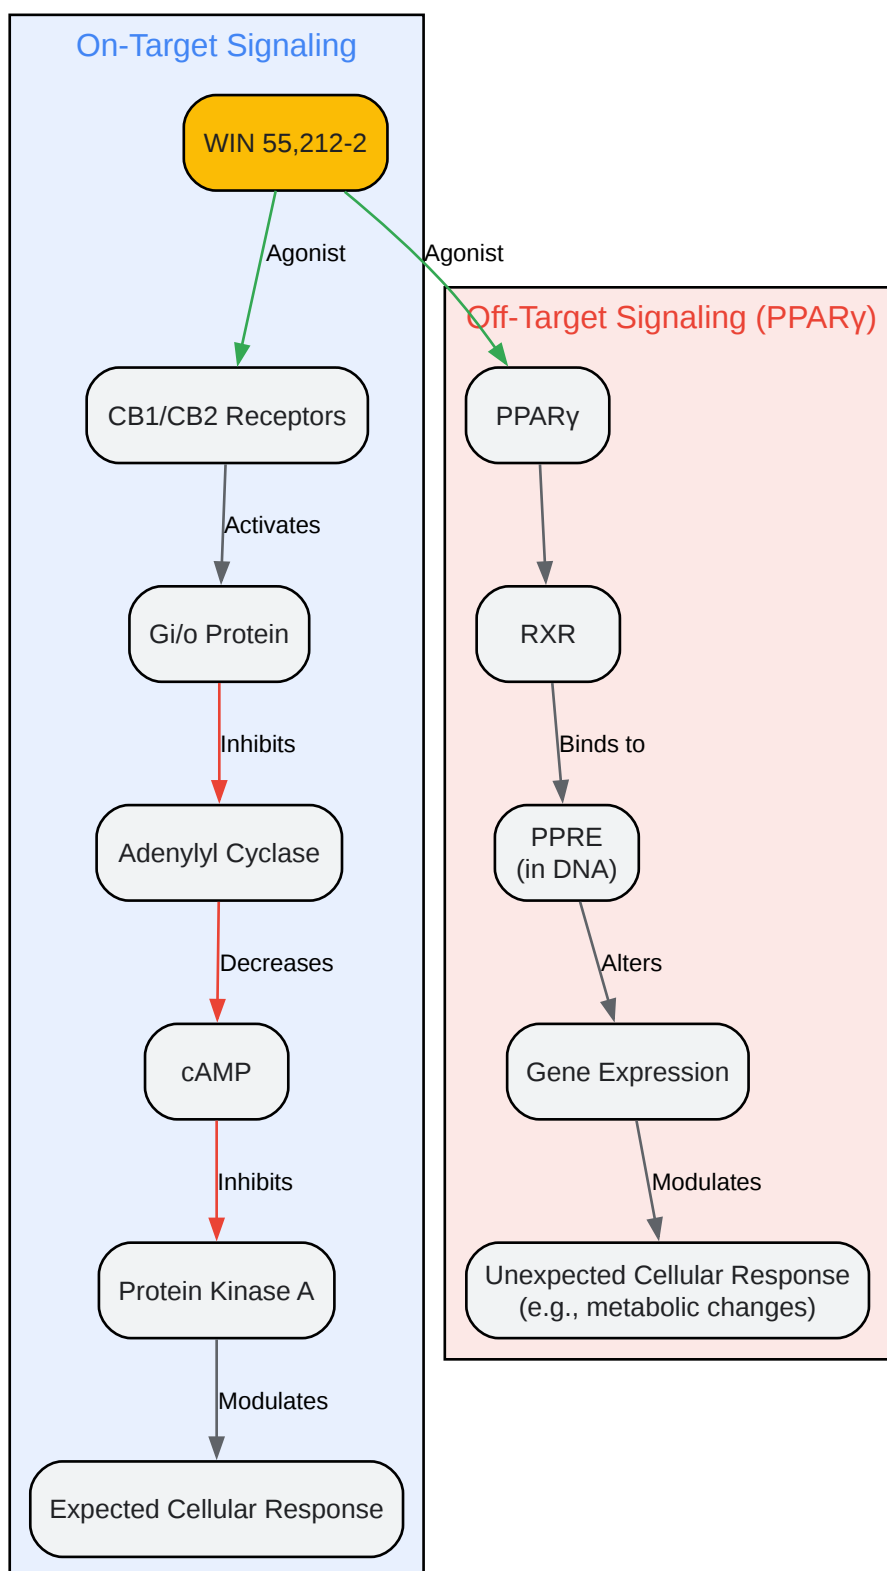 On-Target Signaling
WIN 55,212-2
Agonist
Agonist
Off-Target Signaling (PPARγ)
CB1/CB2 Receptors
PPARγ
Activates
Gi/o Protein
RXR
Inhibits
Binds to
Adenylyl Cyclase
PPRE
(in DNA)
Decreases
Alters
cAMP
Gene Expression
Inhibits
Modulates
Protein Kinase A
Unexpected Cellular Response
(e.g., metabolic changes)
Modulates
Expected Cellular Response